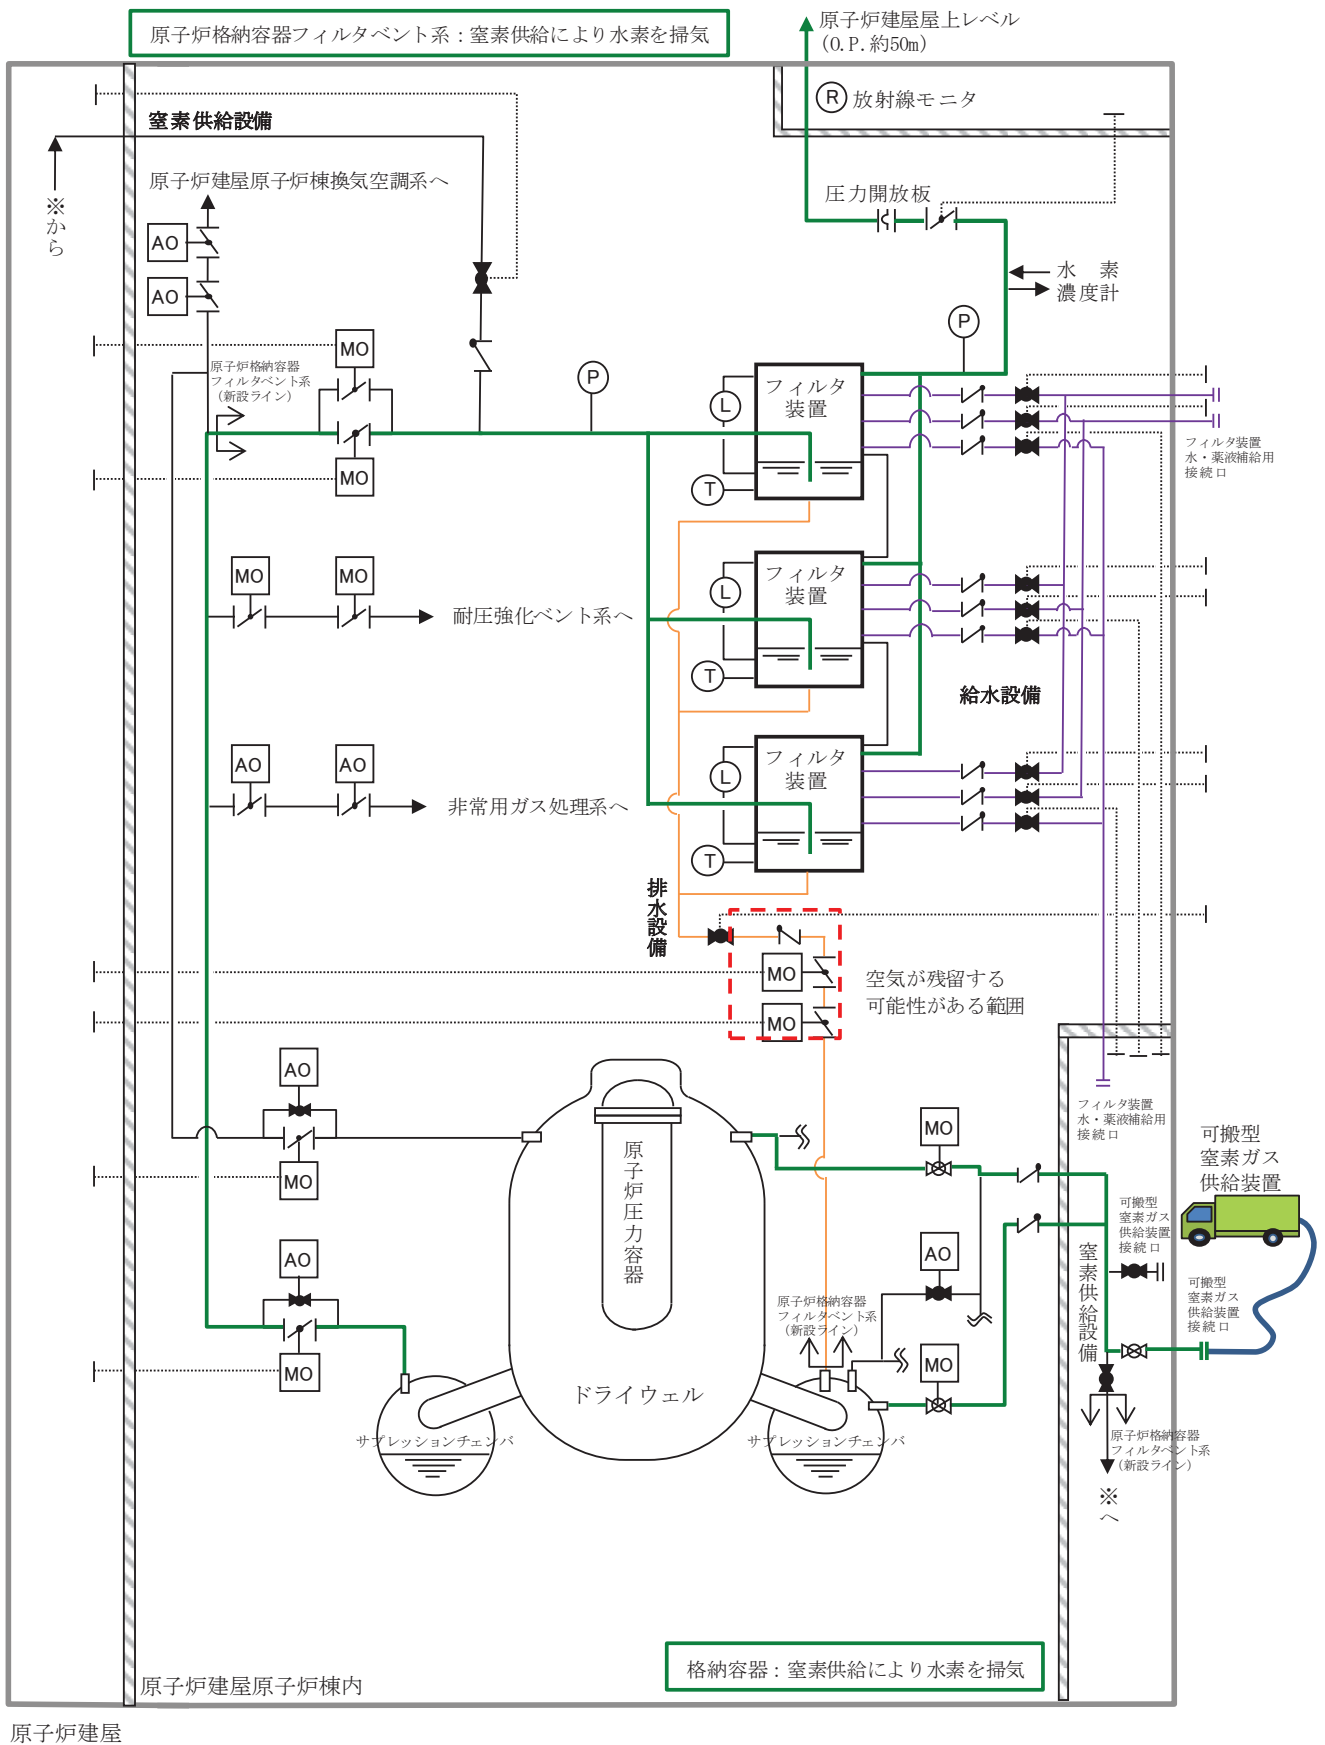 原子炉格納容器フィルタベント系:窒素供給により水素を掃気
原子炉建屋屋上レベル
(O.P.約50m)
R
放射線モニタ
窒素供給設備
※から
原子炉建屋原子炉棟換気空調系へ
AO
AO
圧力開放板
水 素
濃度計
P
MO
原子炉格納容器
フィルタベント系
(新設ライン)
MO
P
L
T
フィルタ
装置
フィルタ装置
水・薬液補給用
接続口
MO
MO
耐圧強化ベント系へ
L
T
フィルタ
装置
給水設備
AO
AO
非常用ガス処理系へ
L
T
フィルタ
装置
排水設備
MO
MO
空気が残留する
可能性がある範囲
AO
MO
AO
MO
原子炉圧力容器
ドライウェル
サプレッションチェンバ
サプレッションチェンバ
原子炉格納容器
フィルタベント系
(新設ライン)
MO
AO
MO
フィルタ装置
水・薬液補給用
接続口
可搬型
窒素ガス
供給装置
可搬型
窒素ガス
供給装置
接続口
窒素供給設備
可搬型
窒素ガス
供給装置
接続口
原子炉格納容器
フィルタベント系
(新設ライン)
※へ
格納容器:窒素供給により水素を掃気
原子炉建屋原子炉棟内
原子炉建屋